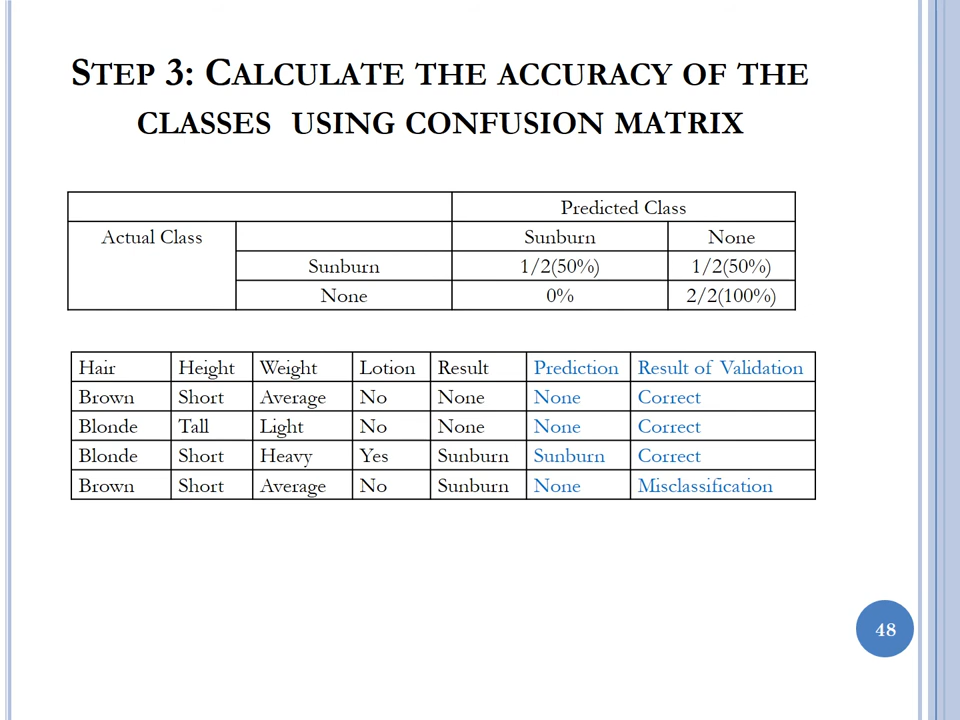 STEP 3: CALCULATE THE ACCURACY OF THE
CLASSES USING CONFUSION MATRIX
Predicted Class
Actual Class Sunburn None
Sunburn 1/2(50%) 1/2(50%)
None 0% 2/2(100%)
Hair Height Weight Lotion Result Prediction Result of Validation
Brown Short Average No None None Correct
Blonde Tall Light No None None Correct
Blonde Short Heavy Yes Sunburn Sunburn Correct
Brown Short Average No Sunburn None Misclassification
48